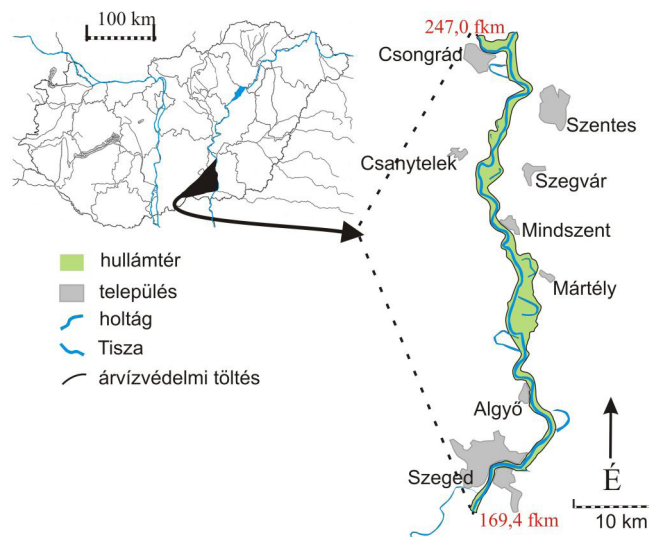 100 km
hullámtér
település
holtág
Tisza
árvízvédelmi töltés
247,0 fkm
Csongrád
Szentes
Csanytelek
Szegvár
Mindszent
Mártély
Algyő
Szeged
169,4 fkm
É
10 km